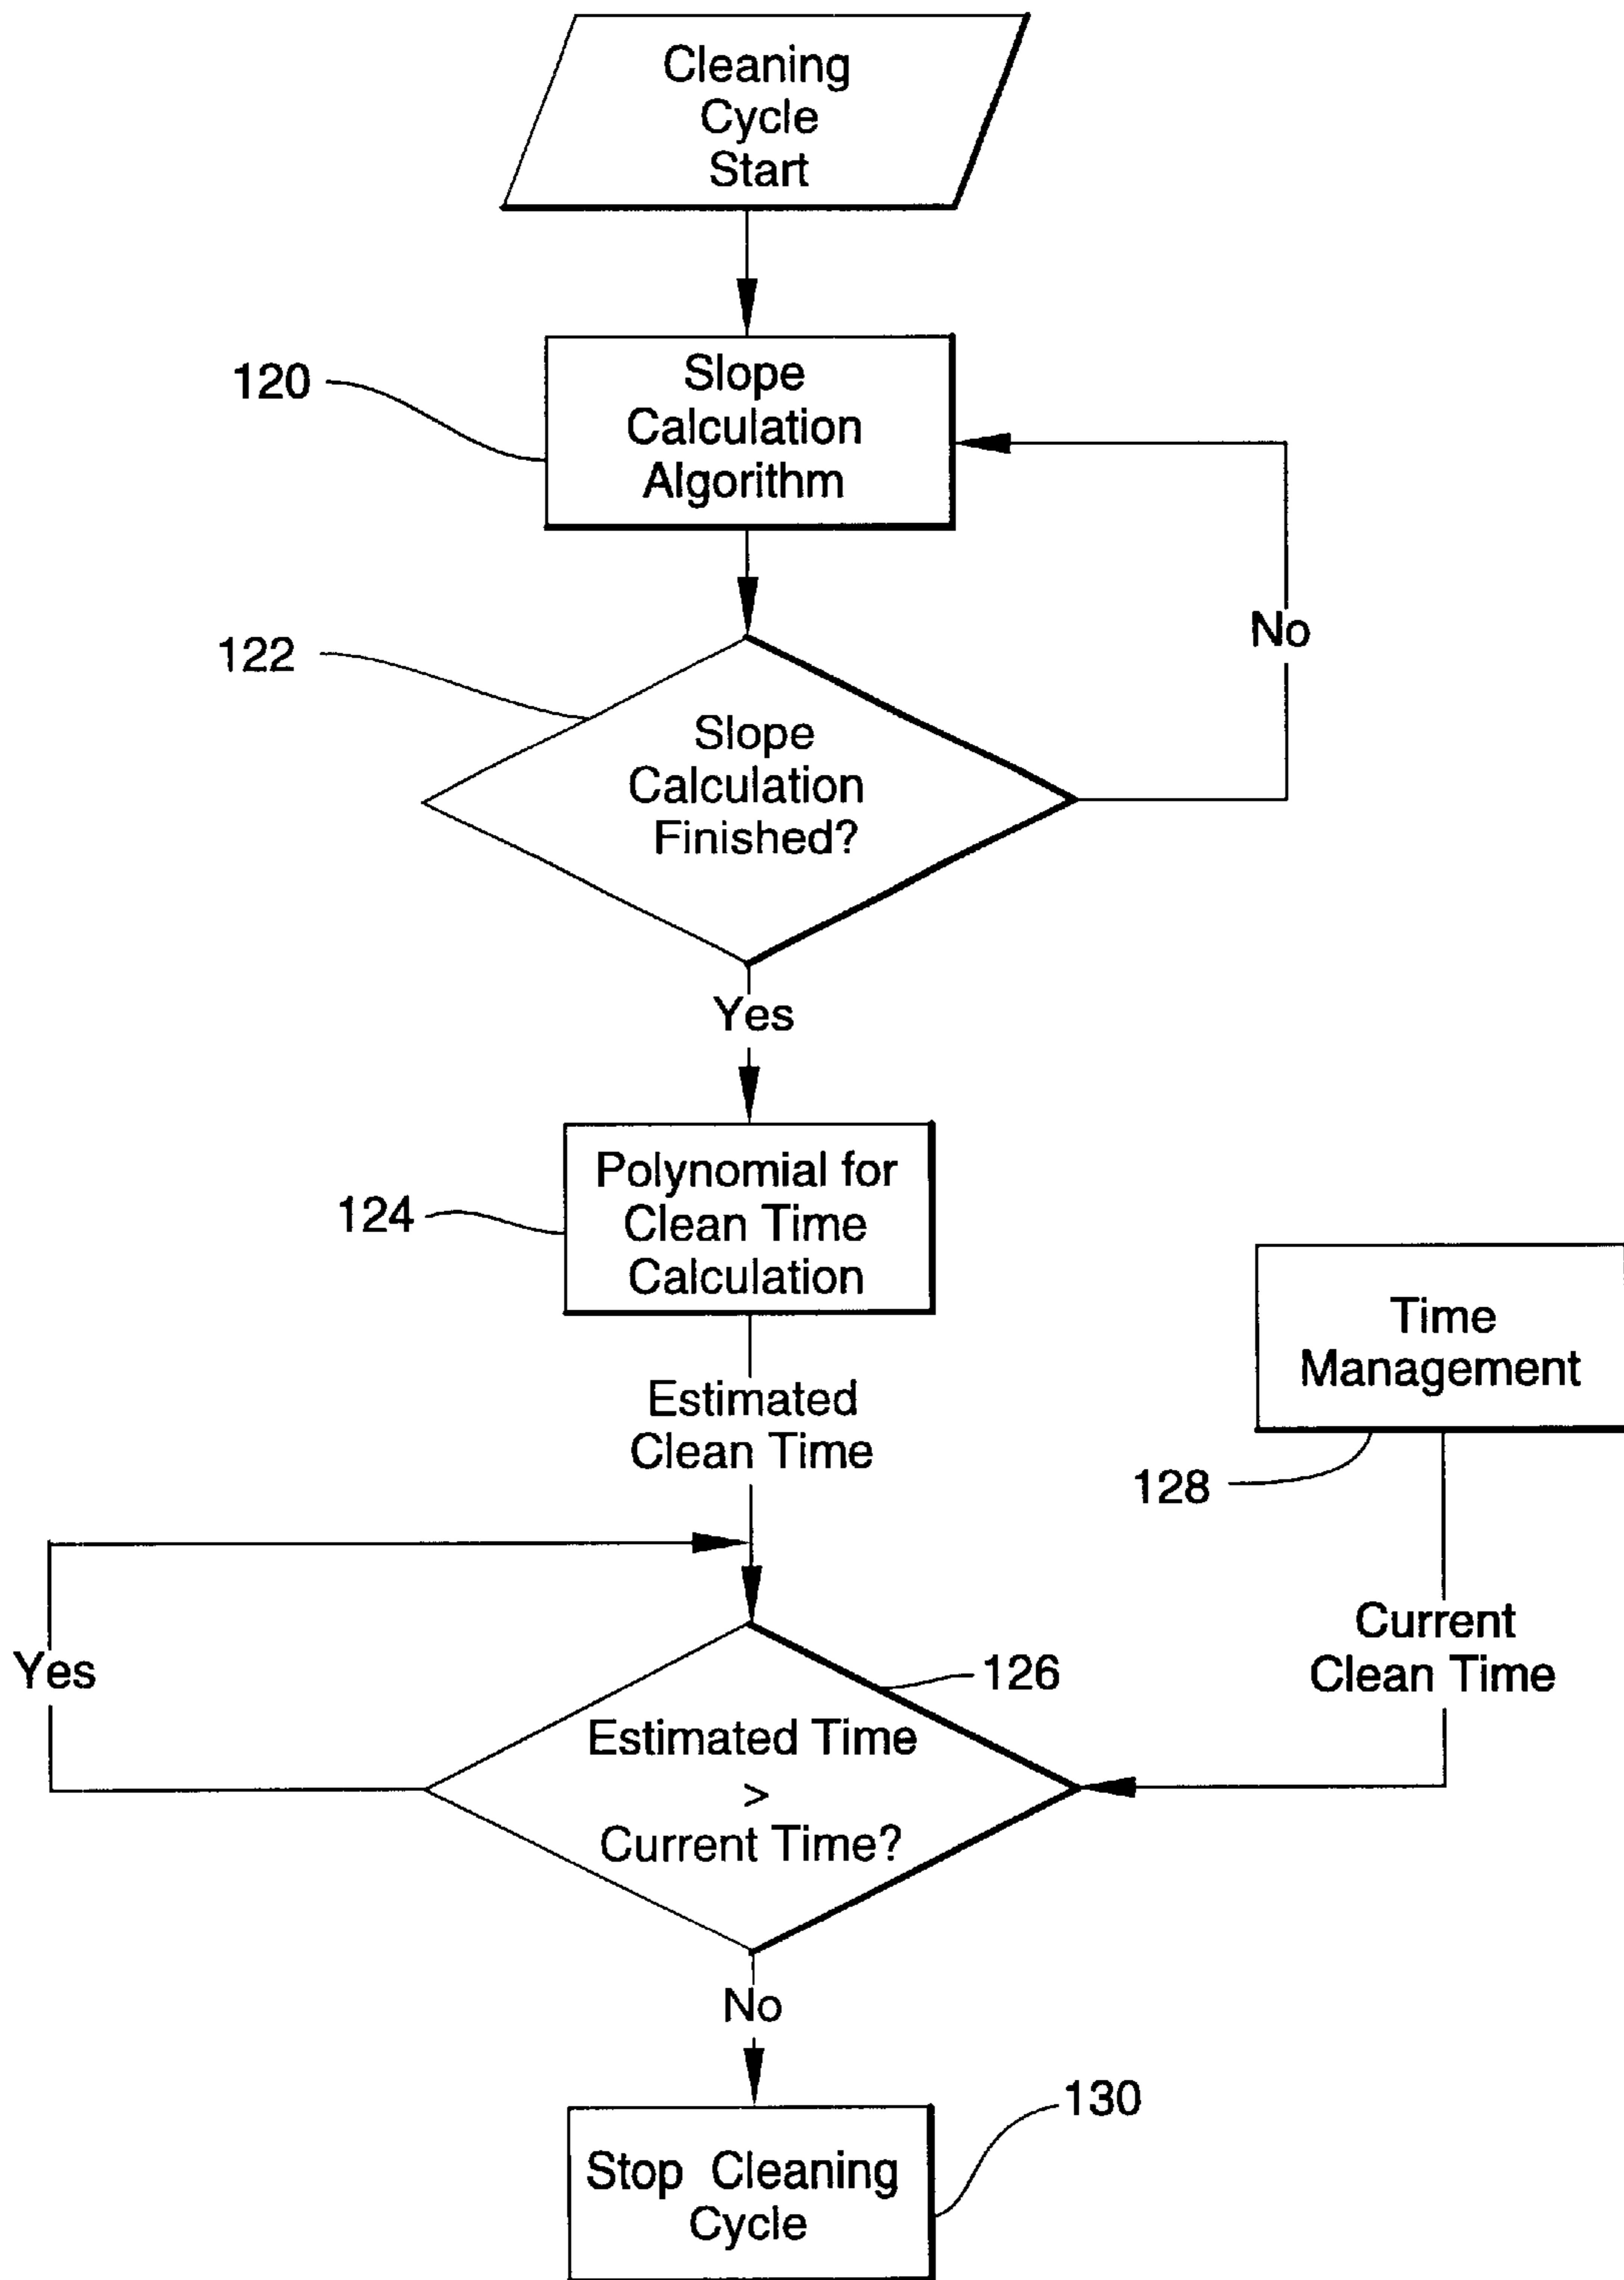 Cleaning
Cycle
Start
120
Slope
Calculation
Algorithm
No
122
Slope
Calculation
Finished?
Yes
124
Polynomial for
Clean Time
Calculation
Time
Management
Estimated
Clean Time
128
Current
Clean Time
Yes
126
Estimated Time
>
Current Time?
No
130
Stop Cleaning
Cycle